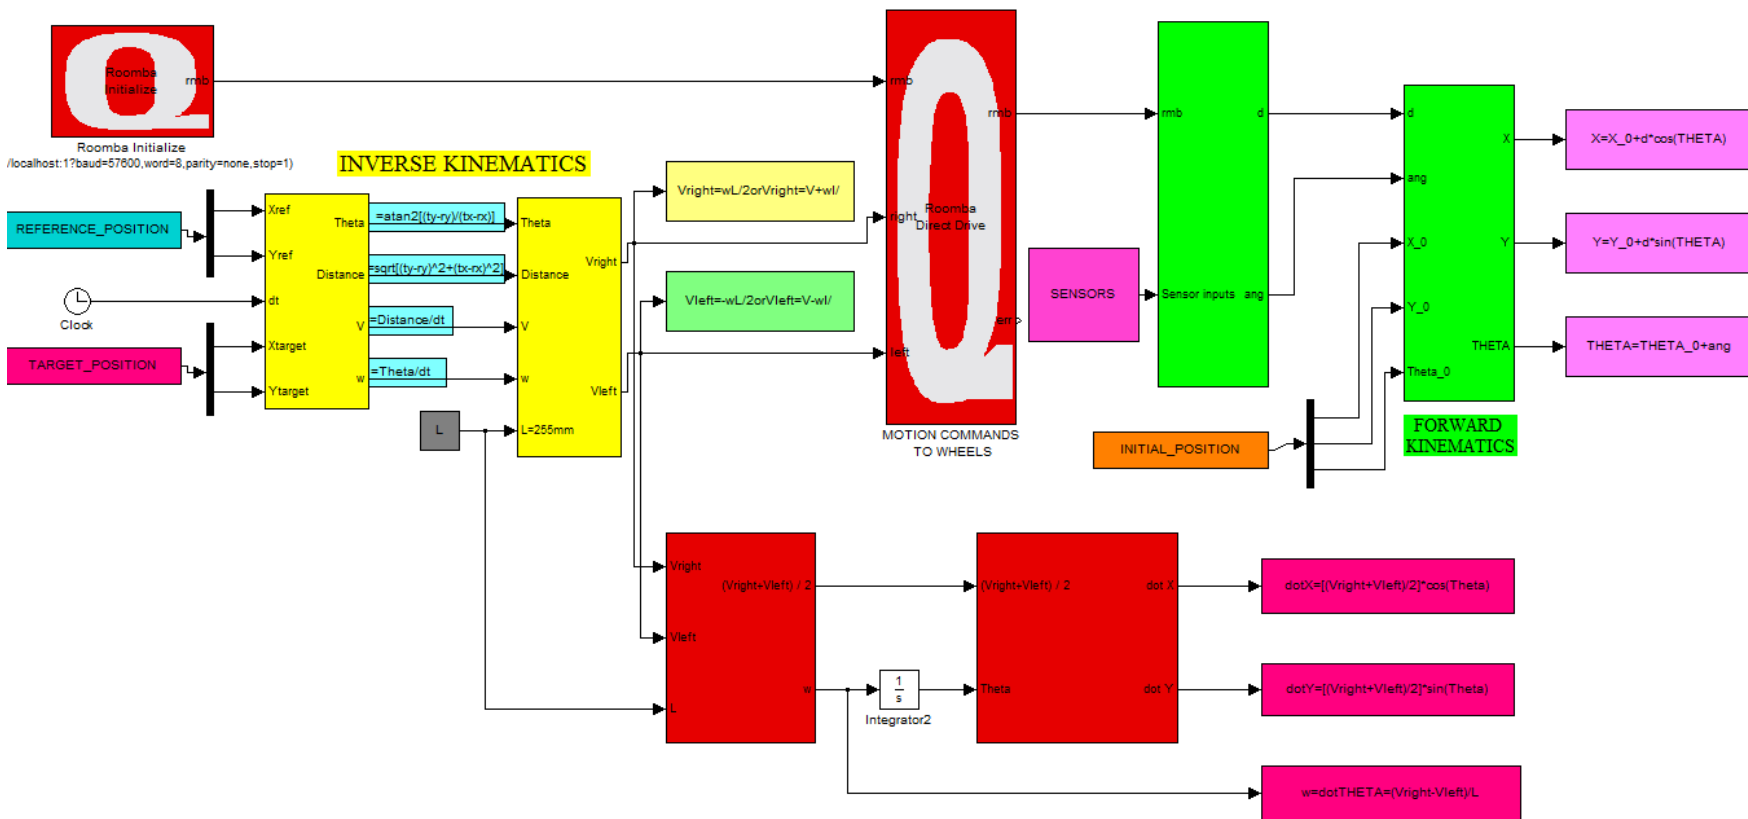 Roomba
Initialize
rmb
Roomba Initialize
/localhost:1?baud=57600,word=8,parity=none,stop=1)
INVERSE KINEMATICS
REFERENCE_POSITION
Clock
TARGET_POSITION
Xref
Yref
dt
Xtarget
Ytarget
Theta
Distance
V
w
=atan2[(ty-ry)/(tx-rx)]
=sqrt[(ty-ry)^2+(tx-rx)^2]
=Distance/dt
=Theta/dt
L
Theta
Distance
V
w
L=255mm
Vright
Vleft
Vright=wL/2orVright=V+wl/
Vleft=-wL/2orVleft=V-wl/
rmb
right
left
Roomba
Direct Drive
rmb
err
MOTION COMMANDS
TO WHEELS
SENSORS
rmb
Sensor inputs
d
ang
INITIAL_POSITION
d
ang
X_0
Y_0
Theta_0
X
Y
THETA
FORWARD
KINEMATICS
X=X_0+d*cos(THETA)
Y=Y_0+d*sin(THETA)
THETA=THETA_0+ang
Vright
Vleft
L
(Vright+Vleft) / 2
w
1
s
Integrator2
(Vright+Vleft) / 2
Theta
dot X
dot Y
dotX=[(Vright+Vleft)/2]*cos(Theta)
dotY=[(Vright+Vleft)/2]*sin(Theta)
w=dotTHETA=(Vright-Vleft)/L